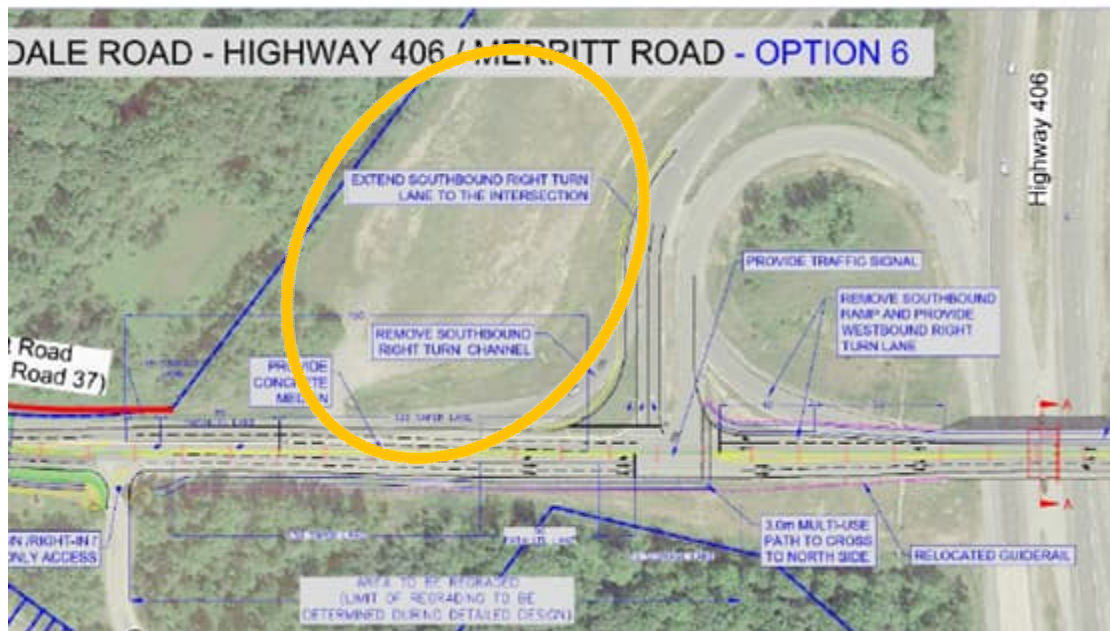 DALE ROAD - HIGHWAY 406 / MERRITT ROAD - OPTION 6
Highway 406
EXTEND SOUTHBOUND RIGHT TURN
LANE TO THE INTERSECTION
PROVIDE TRAFFIC SIGNAL
REMOVE SOUTHBOUND
RAMP AND PROVIDE
WESTBOUND RIGHT
TURN LANE
REMOVE SOUTHBOUND
RIGHT TURN CHANNEL
Road
Road 37)
PROVIDE
CONCRETE
MEDIAN
A
A
N /RIGHT-IN
ONLY ACCESS
3.0m MULTI-USE
PATH TO CROSS
TO NORTH SIDE
RELOCATED GUIDERAIL
AREA TO BE REGRADED
(LIMIT OF REGRADING TO BE
DETERMINED DURING DETAILED DESIGN)